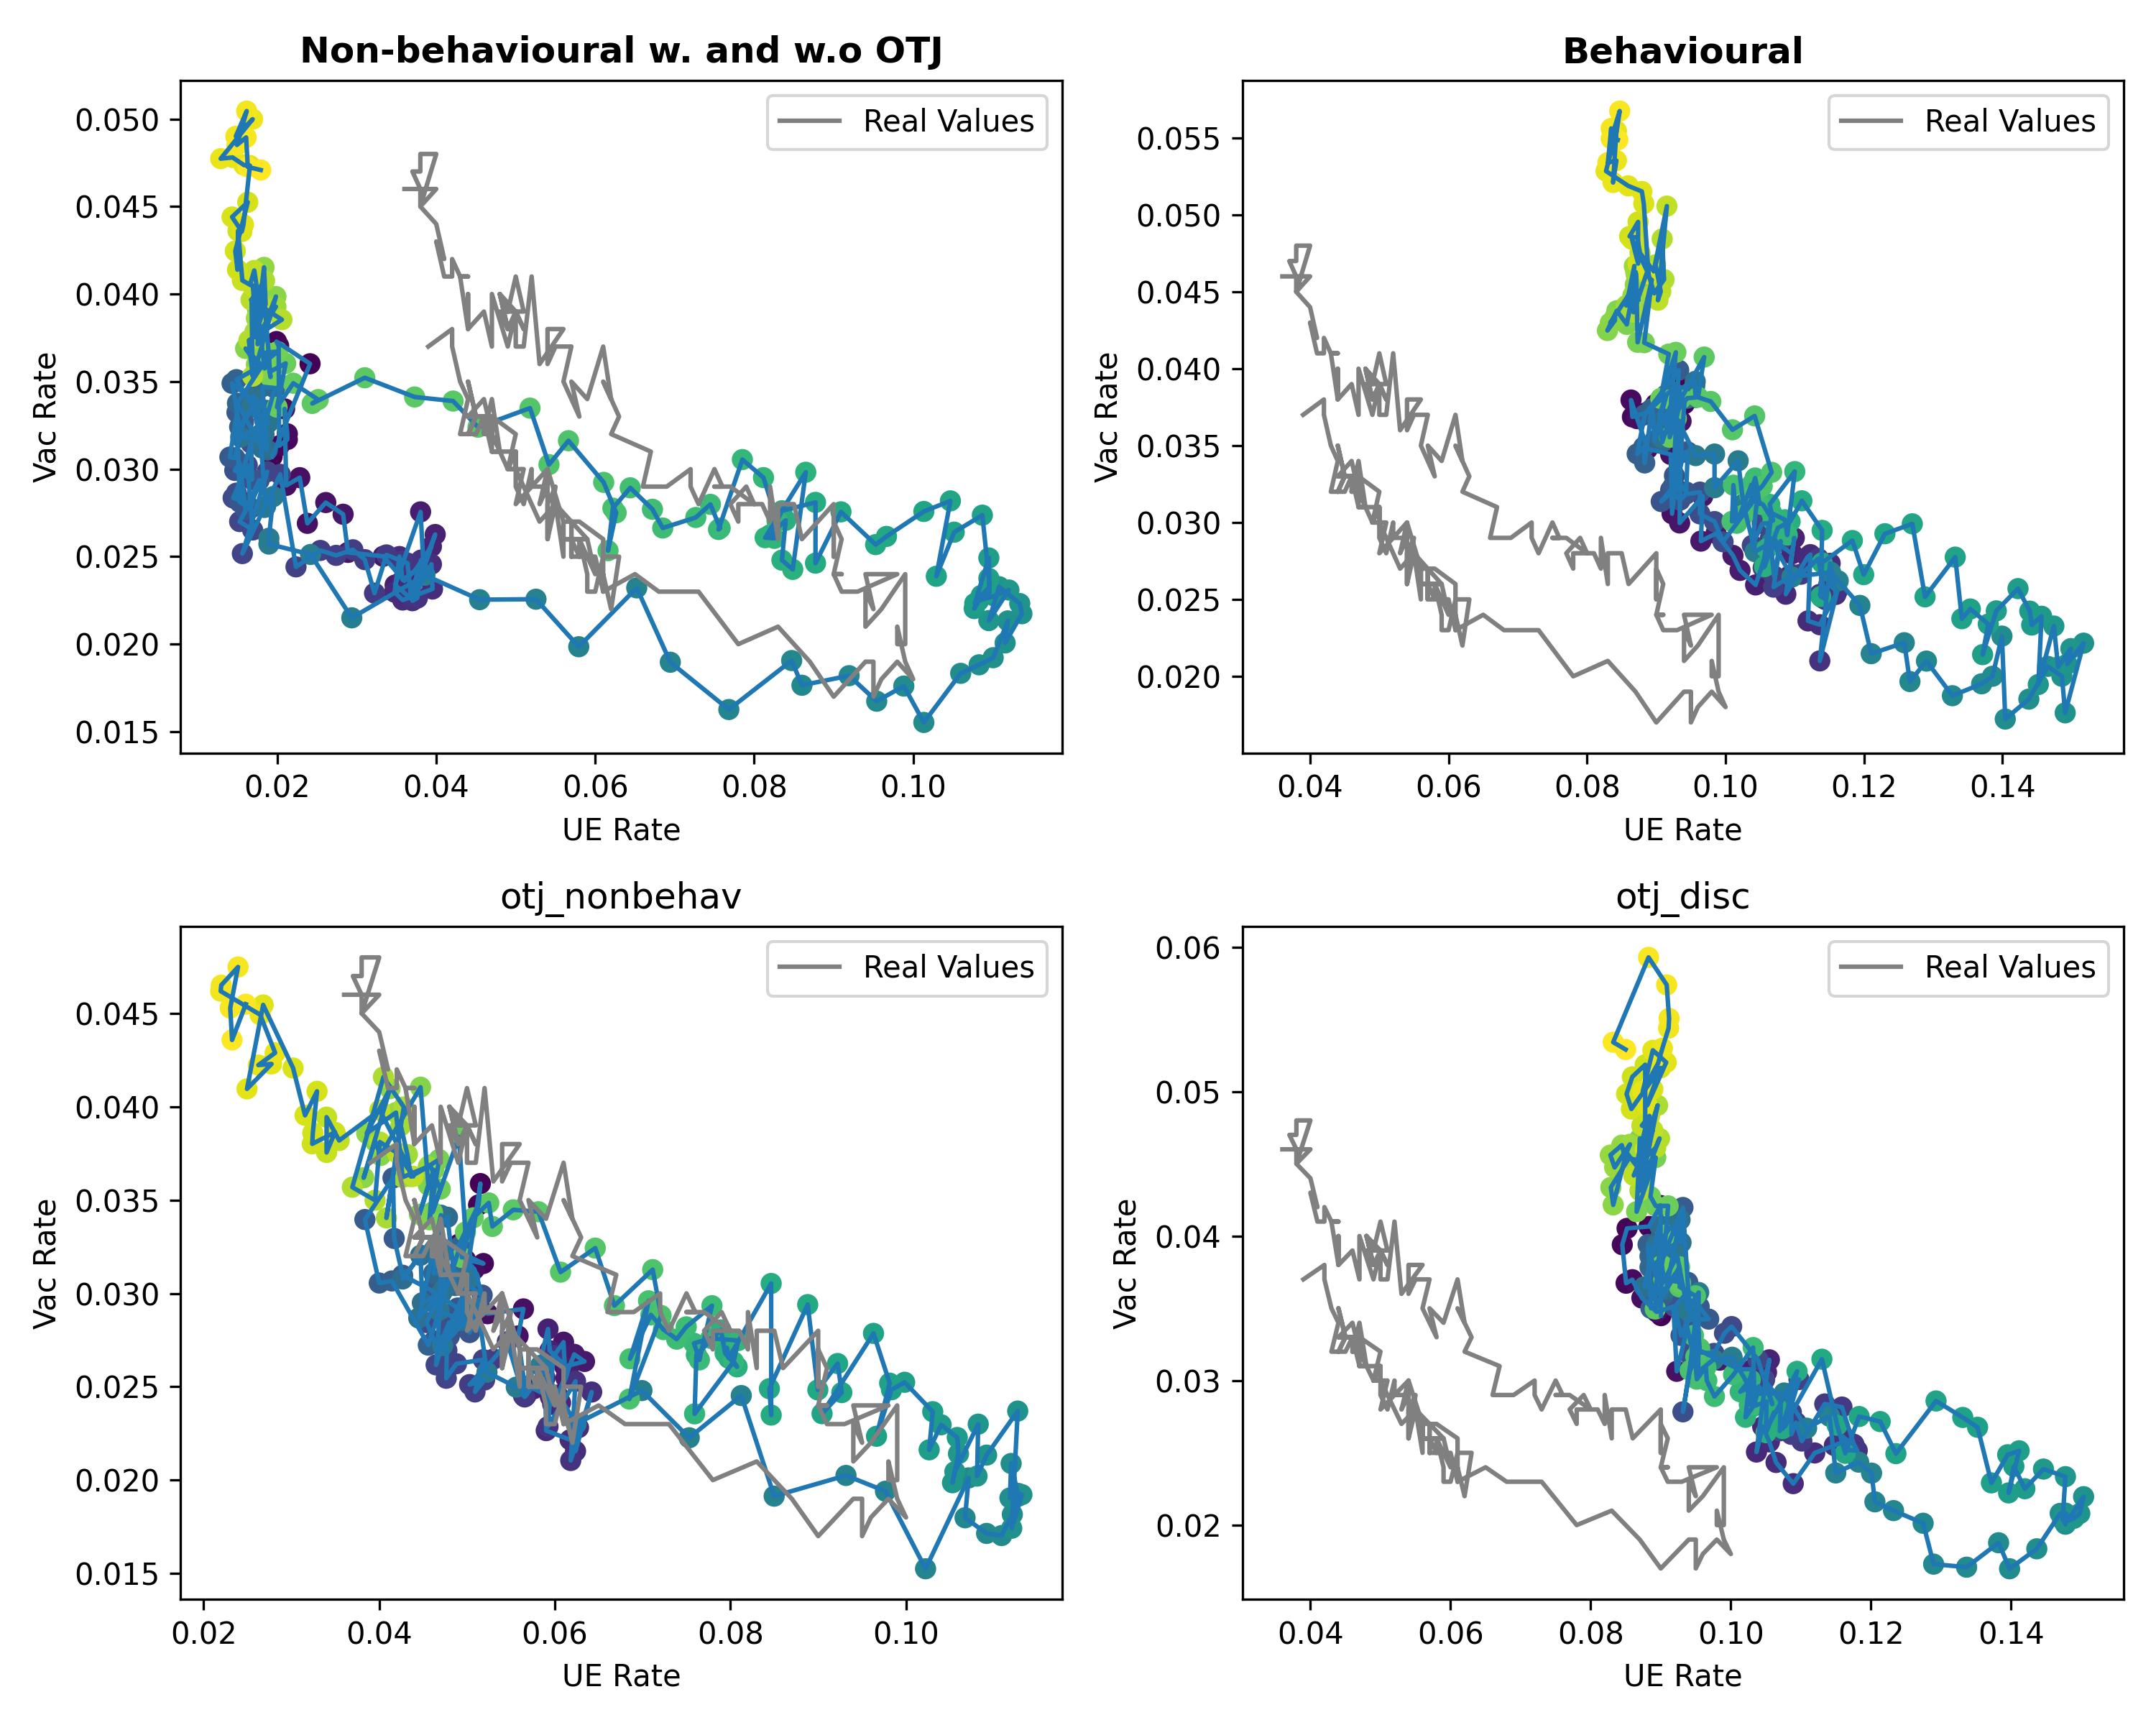 Non-behavioural w. and w.o OTJ
Behavioural
Real Values
Real Values
0.050
0.045
0.040
0.035
0.030
0.025
0.020
0.015
Vac Rate
0.02 0.04 0.06 0.08 0.10
UE Rate
0.055
0.050
0.045
0.040
0.035
0.030
0.025
0.020
Vac Rate
0.04 0.06 0.08 0.10 0.12 0.14
UE Rate
otj_nonbehav
otj_disc
Real Values
Real Values
0.045
0.040
0.035
0.030
0.025
0.020
0.015
Vac Rate
0.02 0.04 0.06 0.08 0.10
UE Rate
0.06
0.05
0.04
0.03
0.02
Vac Rate
0.04 0.06 0.08 0.10 0.12 0.14
UE Rate